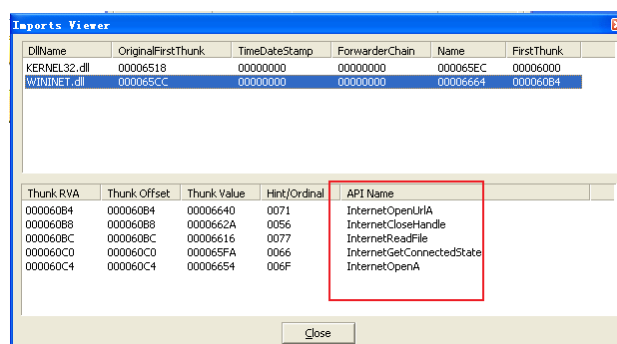 Imports Viewer
DllName OriginalFirstThunk TimeDateStamp ForwarderChain Name FirstThunk
KERNEL32.dll 00006518 00000000 00000000 000065EC 00006000
WININET.dll 000065CC 00000000 00000000 00006664 000060B4
Thunk RVA Thunk Offset Thunk Value Hint/Ordinal API Name
000060B4 000060B4 00006640 0071 InternetOpenUrlA
000060B8 000060B8 0000662A 0056 InternetCloseHandle
000060BC 000060BC 00006616 0077 InternetReadFile
000060C0 000060C0 000065FA 0066 InternetGetConnectedState
000060C4 000060C4 00006654 006F InternetOpenA
Close